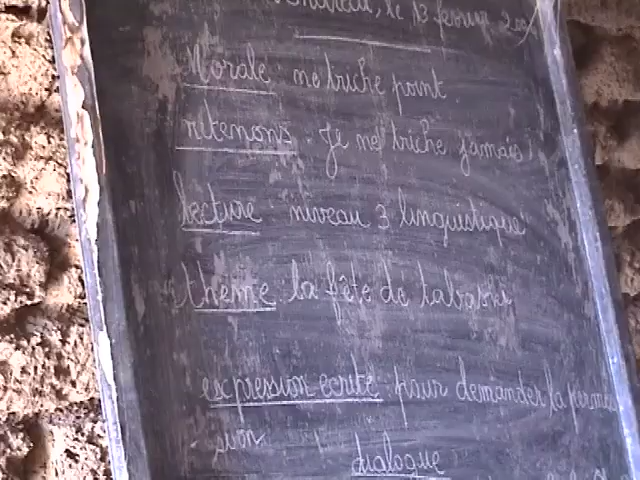 le 13 février
Morale : ne triche point
retenons : Je ne triche jamais
lecture : niveau 3 linguistique
thème : la fête de tabaski
expression écrite : pour demander la permis
sion
dialogue